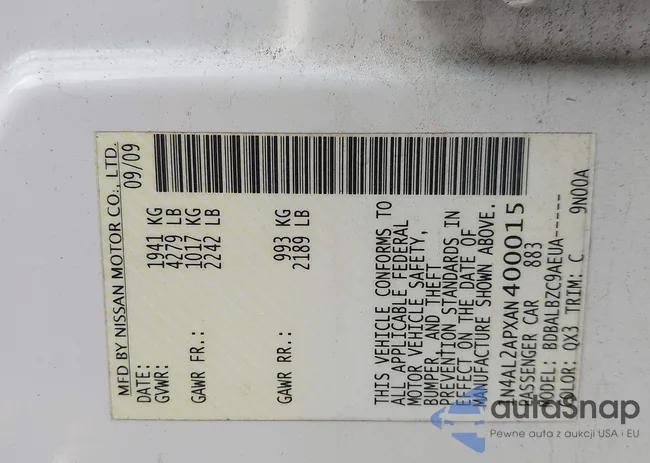 MFD BY NISSAN MOTOR CO., LTD.
DATE: 09/09
GVWR: 1941 KG
4279 LB
GAWR FR.: 1017 KG
2242 LB
GAWR RR.: 993 KG
2189 LB
THIS VEHICLE CONFORMS TO
ALL APPLICABLE FEDERAL
MOTOR VEHICLE SAFETY,
BUMPER, AND THEFT
PREVENTION STANDARDS IN
EFFECT ON THE DATE OF
MANUFACTURE SHOWN ABOVE.
1N4AL2APXAN400015
PASSENGER CAR 883
MODEL: BDBALBZC9AEUA-----
COLOR: QX3 TRIM: C 9N00A
autoSnap
Pewne auta z aukcji USA i EU